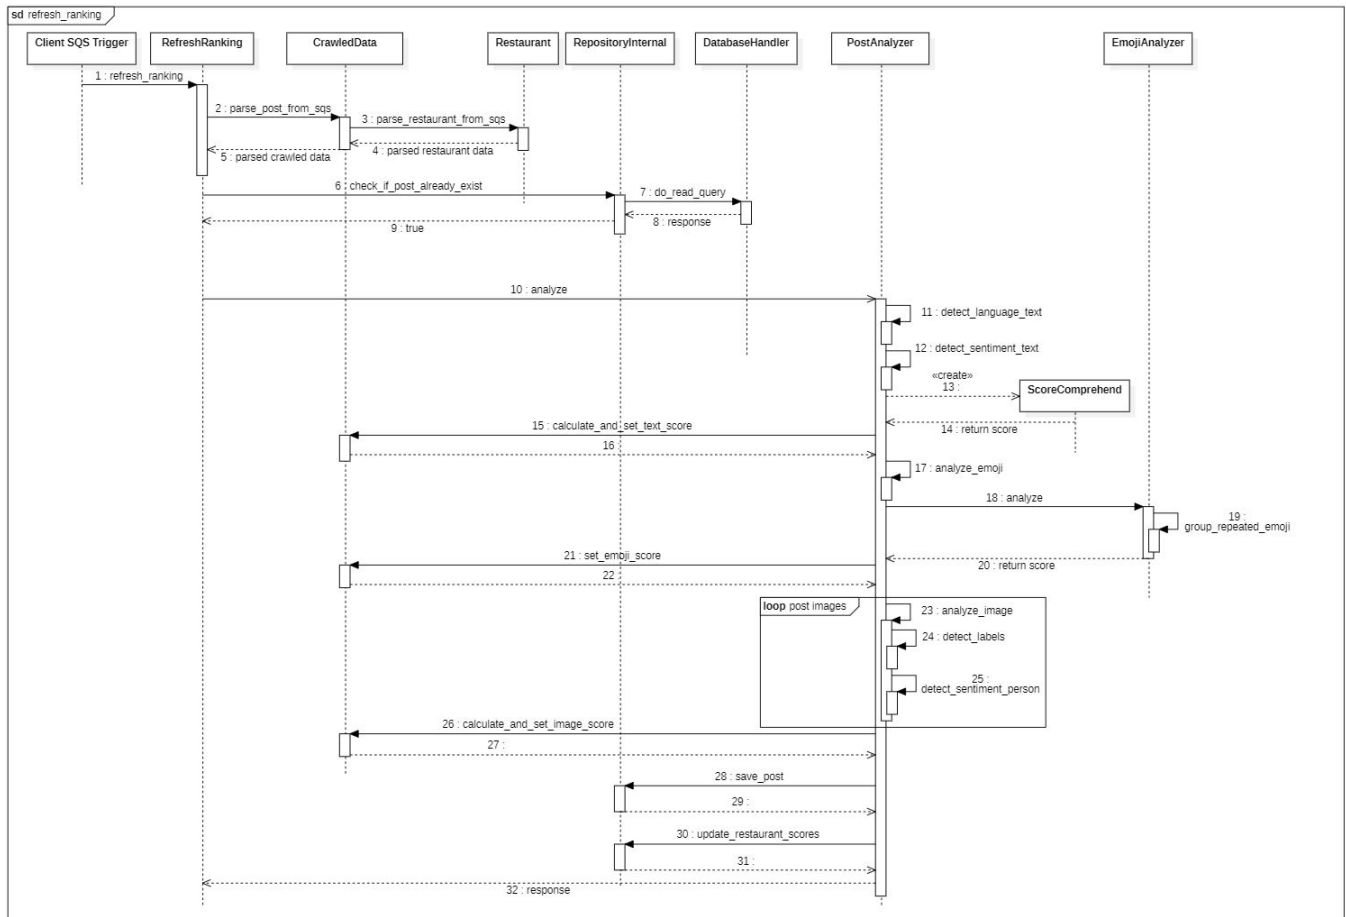 sd refresh_ranking
Client SQS Trigger
RefreshRanking
CrawledData
Restaurant
RepositoryInternal
DatabaseHandler
PostAnalyzer
EmojiAnalyzer
1 : refresh_ranking
2 : parse_post_from_sqs
3 : parse_restaurant_from_sqs
4 : parsed restaurant data
5 : parsed crawled data
6 : check_if_post_already_exist
7 : do_read_query
8 : response
9 : true
10 : analyze
11 : detect_language_text
12 : detect_sentiment_text
«create»
13 :
ScoreComprehend
14 : return score
15 : calculate_and_set_text_score
16
17 : analyze_emoji
18 : analyze
19 :
group_repeated_emoji
20 : return score
21 : set_emoji_score
22
loop post images
23 : analyze_image
24 : detect_labels
25 :
detect_sentiment_person
26 : calculate_and_set_image_score
27 :
28 : save_post
29 :
30 : update_restaurant_scores
31 :
32 : response